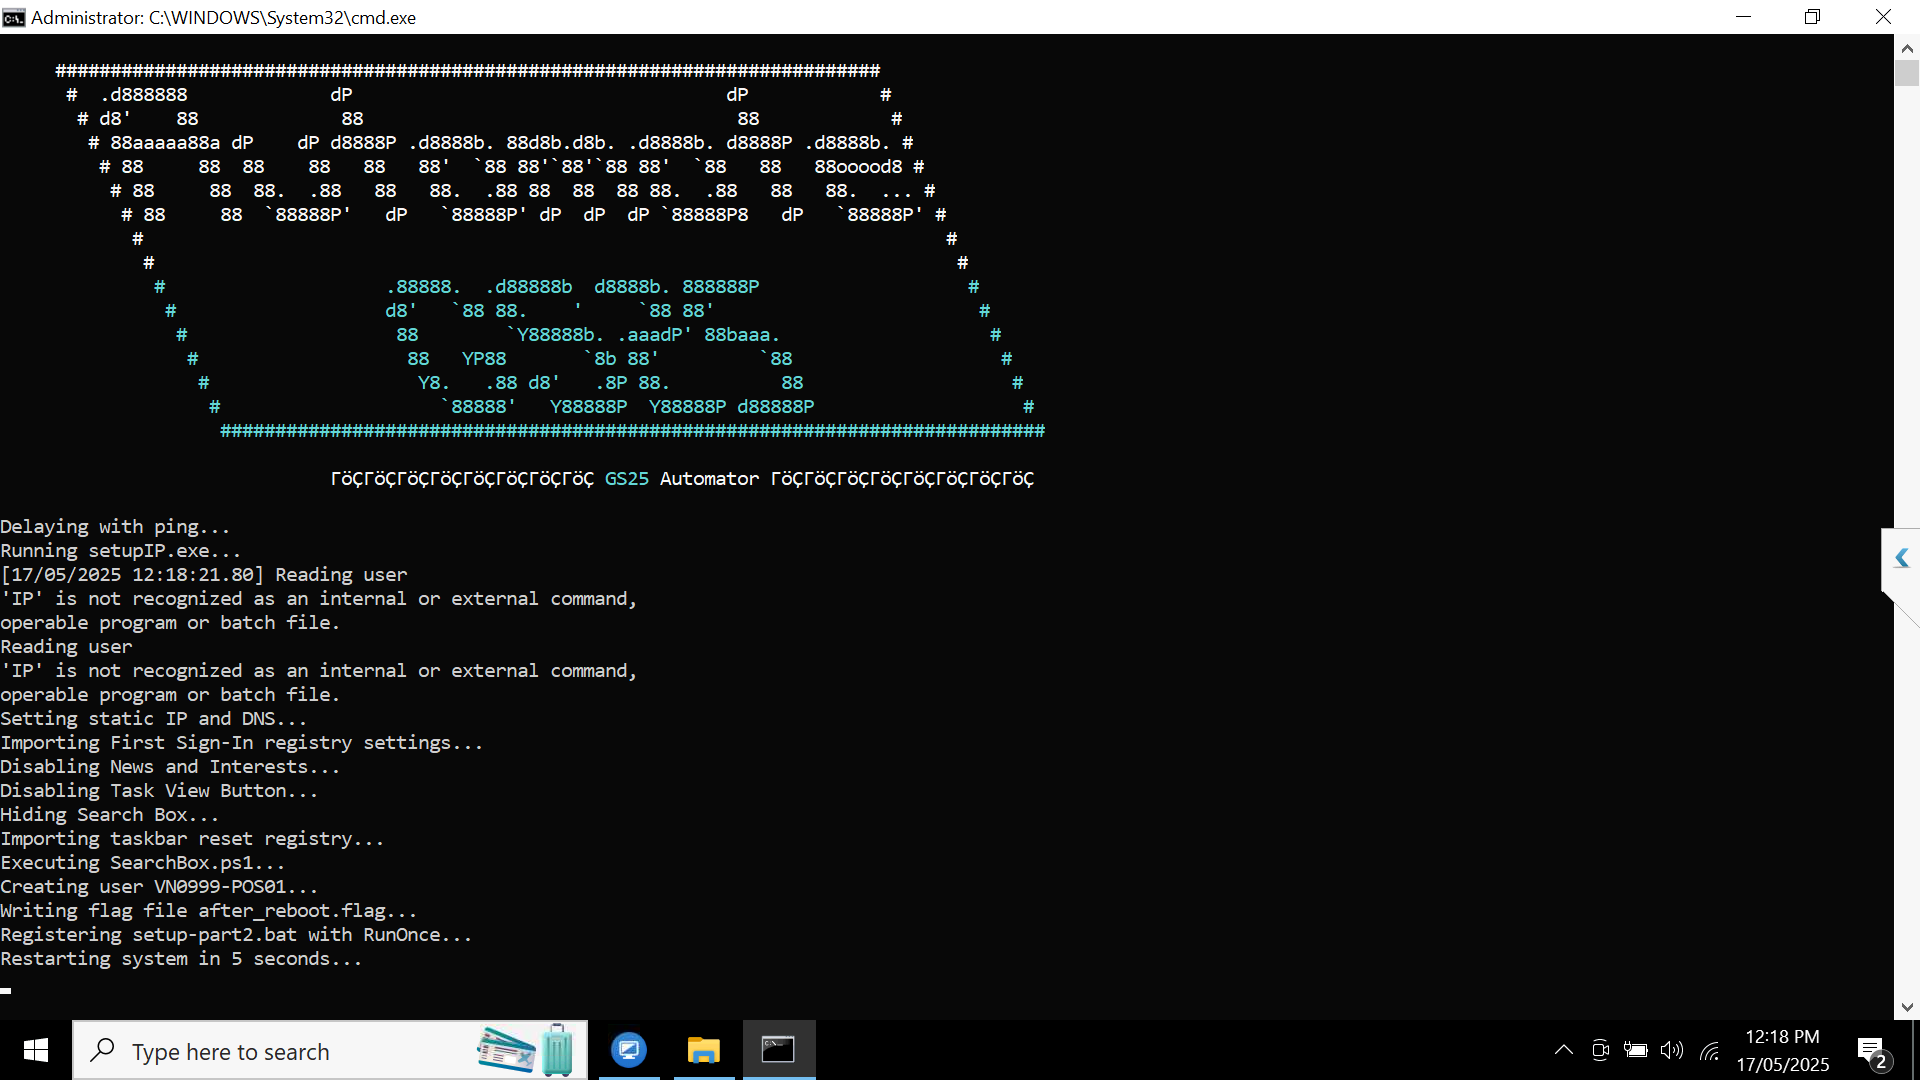 Administrator: C:\WINDOWS\System32\cmd.exe
###########################################################################
# .d888888             dP                                  dP            #
# d8'    88             88                                  88            #
# 88aaaaa88a dP    dP d8888P .d8888b. 88d8b.d8b. .d8888b. d8888P .d8888b. #
# 88     88  88    88   88   88'  `88 88'`88'`88 88'  `88   88   88ooood8 #
# 88     88  88.  .88   88   88.  .88 88  88  88 88.  .88   88   88.  ... #
# 88     88  `88888P'   dP   `88888P' dP  dP  dP `88888P8   dP   `88888P' #
#                                                                         #
#                                                                         #
#                    .88888.  .d88888b  d8888b. 888888P                   #
#                   d8'   `88 88.    '     `88 88'                        #
#                   88        `Y88888b. .aaadP' 88baaa.                   #
#                   88   YP88       `8b 88'         `88                   #
#                   Y8.   .88 d8'   .8P 88.          88                   #
#                    `88888'   Y88888P  Y88888P d88888P                   #
###########################################################################
ΓöÇΓöÇΓöÇΓöÇΓöÇΓöÇΓöÇΓöÇ GS25 Automator ΓöÇΓöÇΓöÇΓöÇΓöÇΓöÇΓöÇΓöÇ
Delaying with ping...
Running setupIP.exe...
[17/05/2025 12:18:21.80] Reading user
'IP' is not recognized as an internal or external command,
operable program or batch file.
Reading user
'IP' is not recognized as an internal or external command,
operable program or batch file.
Setting static IP and DNS...
Importing First Sign-In registry settings...
Disabling News and Interests...
Disabling Task View Button...
Hiding Search Box...
Importing taskbar reset registry...
Executing SearchBox.ps1...
Creating user VN0999-POS01...
Writing flag file after_reboot.flag...
Registering setup-part2.bat with RunOnce...
Restarting system in 5 seconds...
Type here to search
12:18 PM
17/05/2025
2